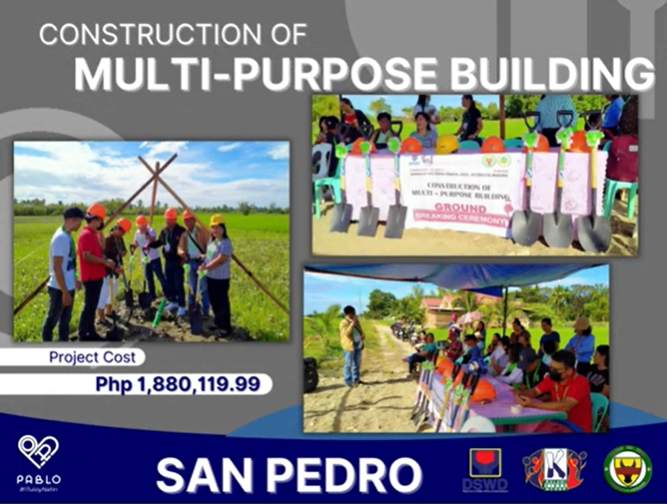 CONSTRUCTION OF
MULTI-PURPOSE BUILDING
CONSTRUCTION OF
MULTI - PURPOSE BUILDING
GROUND
BREAKING CEREMONY
Project Cost
Php 1,880,119.99
PABLO
SAN PEDRO
DSWD
K